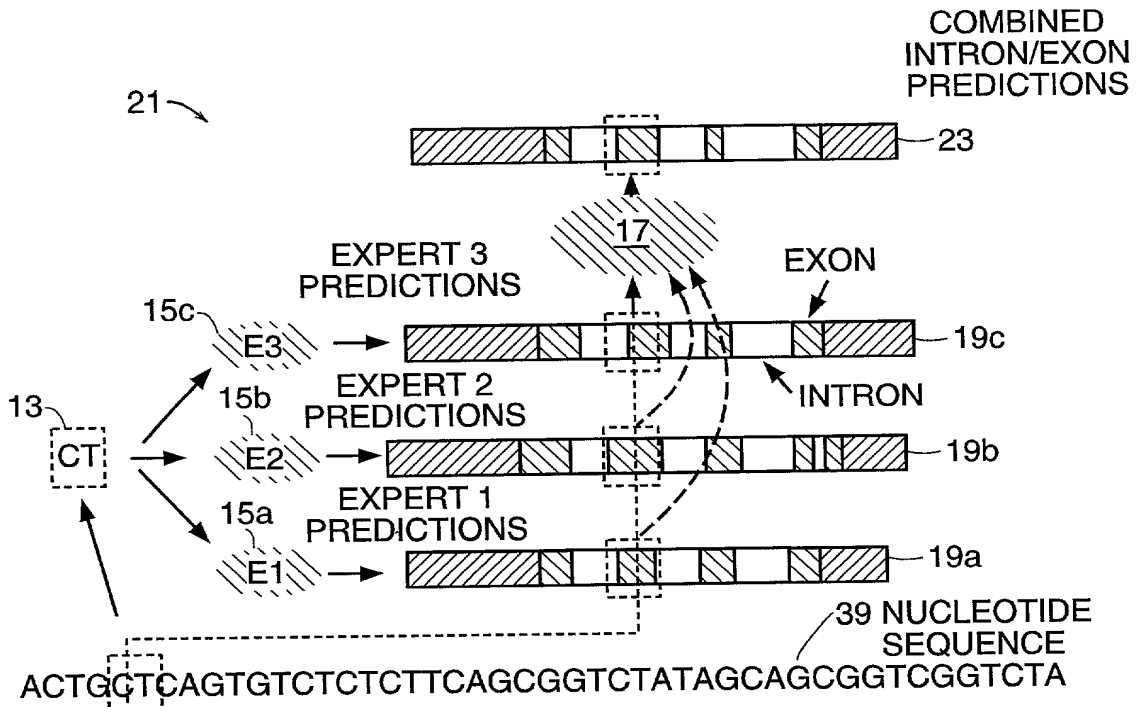 COMBINED
INTRON/EXON
PREDICTIONS
21
23
17
EXPERT 3
PREDICTIONS
EXON
15c
E3
19c
INTRON
EXPERT 2
PREDICTIONS
13
15b
CT
E2
19b
EXPERT 1
PREDICTIONS
15a
E1
19a
39 NUCLEOTIDE
SEQUENCE
ACTGCTCAGTGTCTCTCTTCAGCGGTCTATAGCAGCGGTCGGTCTA